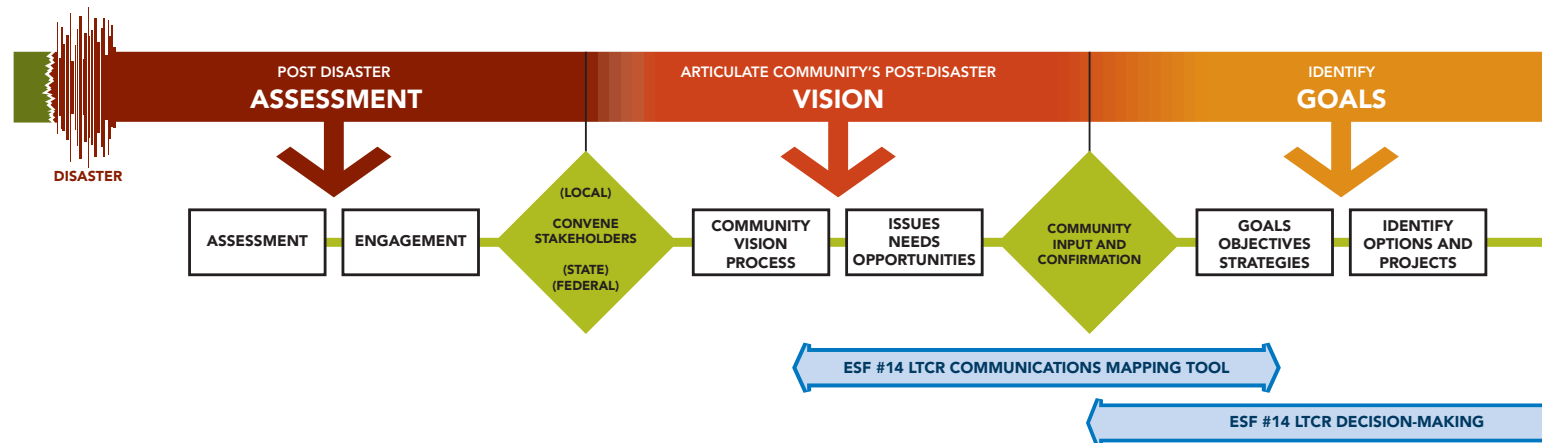 POST DISASTER
ASSESSMENT
ARTICULATE COMMUNITY'S POST-DISASTER
VISION
IDENTIFY
GOALS
DISASTER
ASSESSMENT
ENGAGEMENT
(LOCAL)
CONVENE
STAKEHOLDERS
(STATE)
(FEDERAL)
COMMUNITY
VISION
PROCESS
ISSUES
NEEDS
OPPORTUNITIES
COMMUNITY
INPUT AND
CONFIRMATION
GOALS
OBJECTIVES
STRATEGIES
IDENTIFY
OPTIONS AND
PROJECTS
ESF #14 LTCR COMMUNICATIONS MAPPING TOOL
ESF #14 LTCR DECISION-MAKING